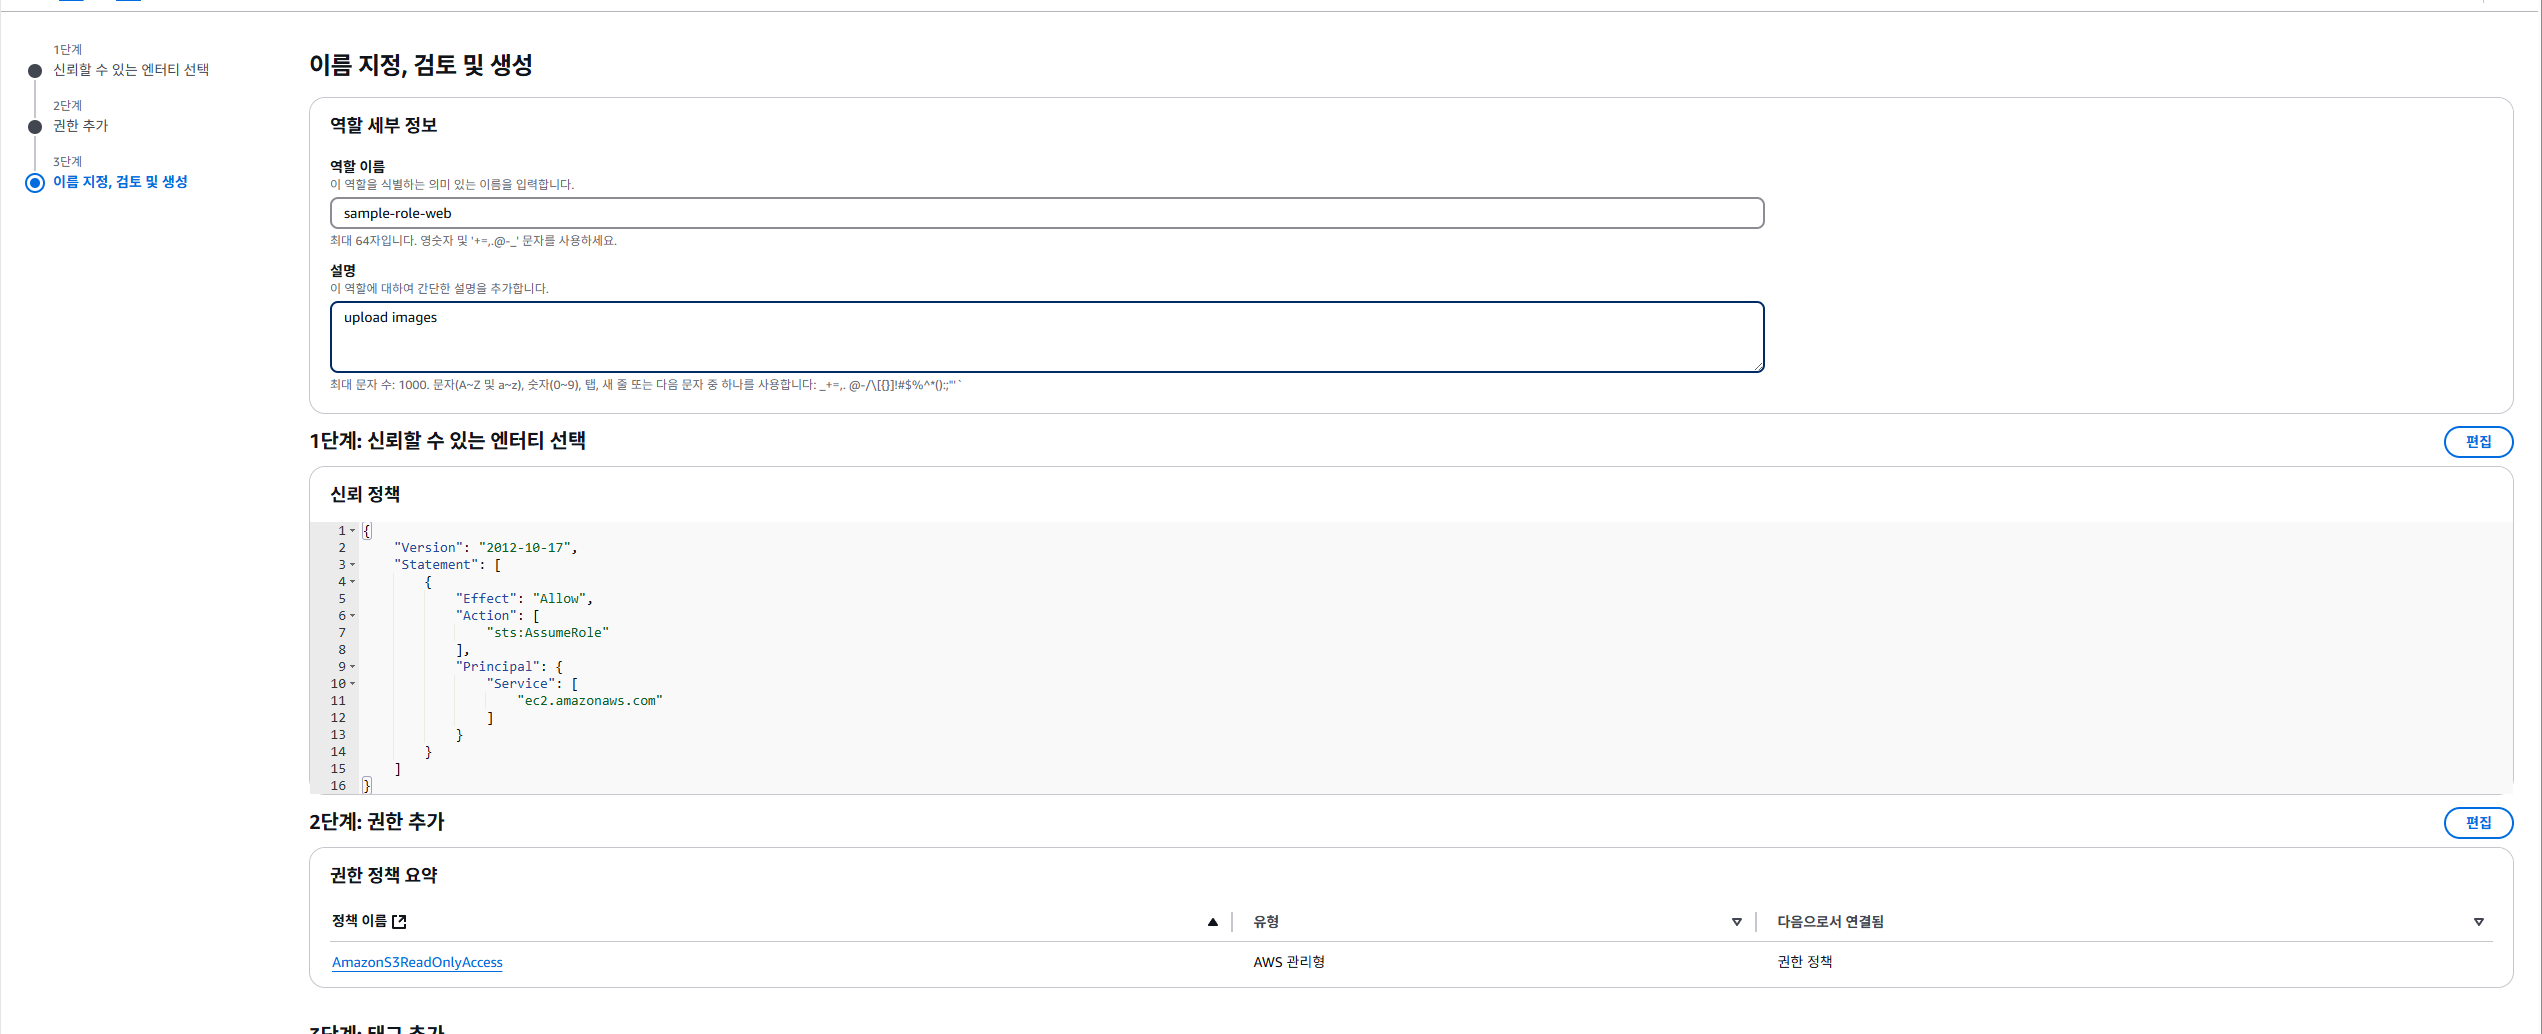 1단계
신뢰할 수 있는 엔터티 선택
2단계
권한 추가
3단계
이름 지정, 검토 및 생성
이름 지정, 검토 및 생성
역할 세부 정보
역할 이름
이 역할을 식별하는 의미 있는 이름을 입력합니다.
sample-role-web
최대 64자입니다. 영숫자 및 '+=,.@-_' 문자를 사용하세요.
설명
이 역할에 대하여 간단한 설명을 추가합니다.
upload images
최대 문자 수: 1000. 문자(A~Z 및 a~z), 숫자(0~9), 탭, 새 줄 또는 다음 문자 중 하나를 사용합니다: _+=,. @-/\[{}]!#$%^*();:"'`
1단계: 신뢰할 수 있는 엔터티 선택
편집
신뢰 정책
1 {
2 "Version": "2012-10-17",
3 "Statement": [
4 {
5 "Effect": "Allow",
6 "Action": [
7 "sts:AssumeRole"
8 ],
9 "Principal": {
10 "Service": [
11 "ec2.amazonaws.com"
12 ]
13 }
14 }
15 ]
16 }
2단계: 권한 추가
편집
권한 정책 요약
정책 이름 유형 다음으로서 연결됨
AmazonS3ReadOnlyAccess AWS 관리형 권한 정책
3단계: 태그 추가